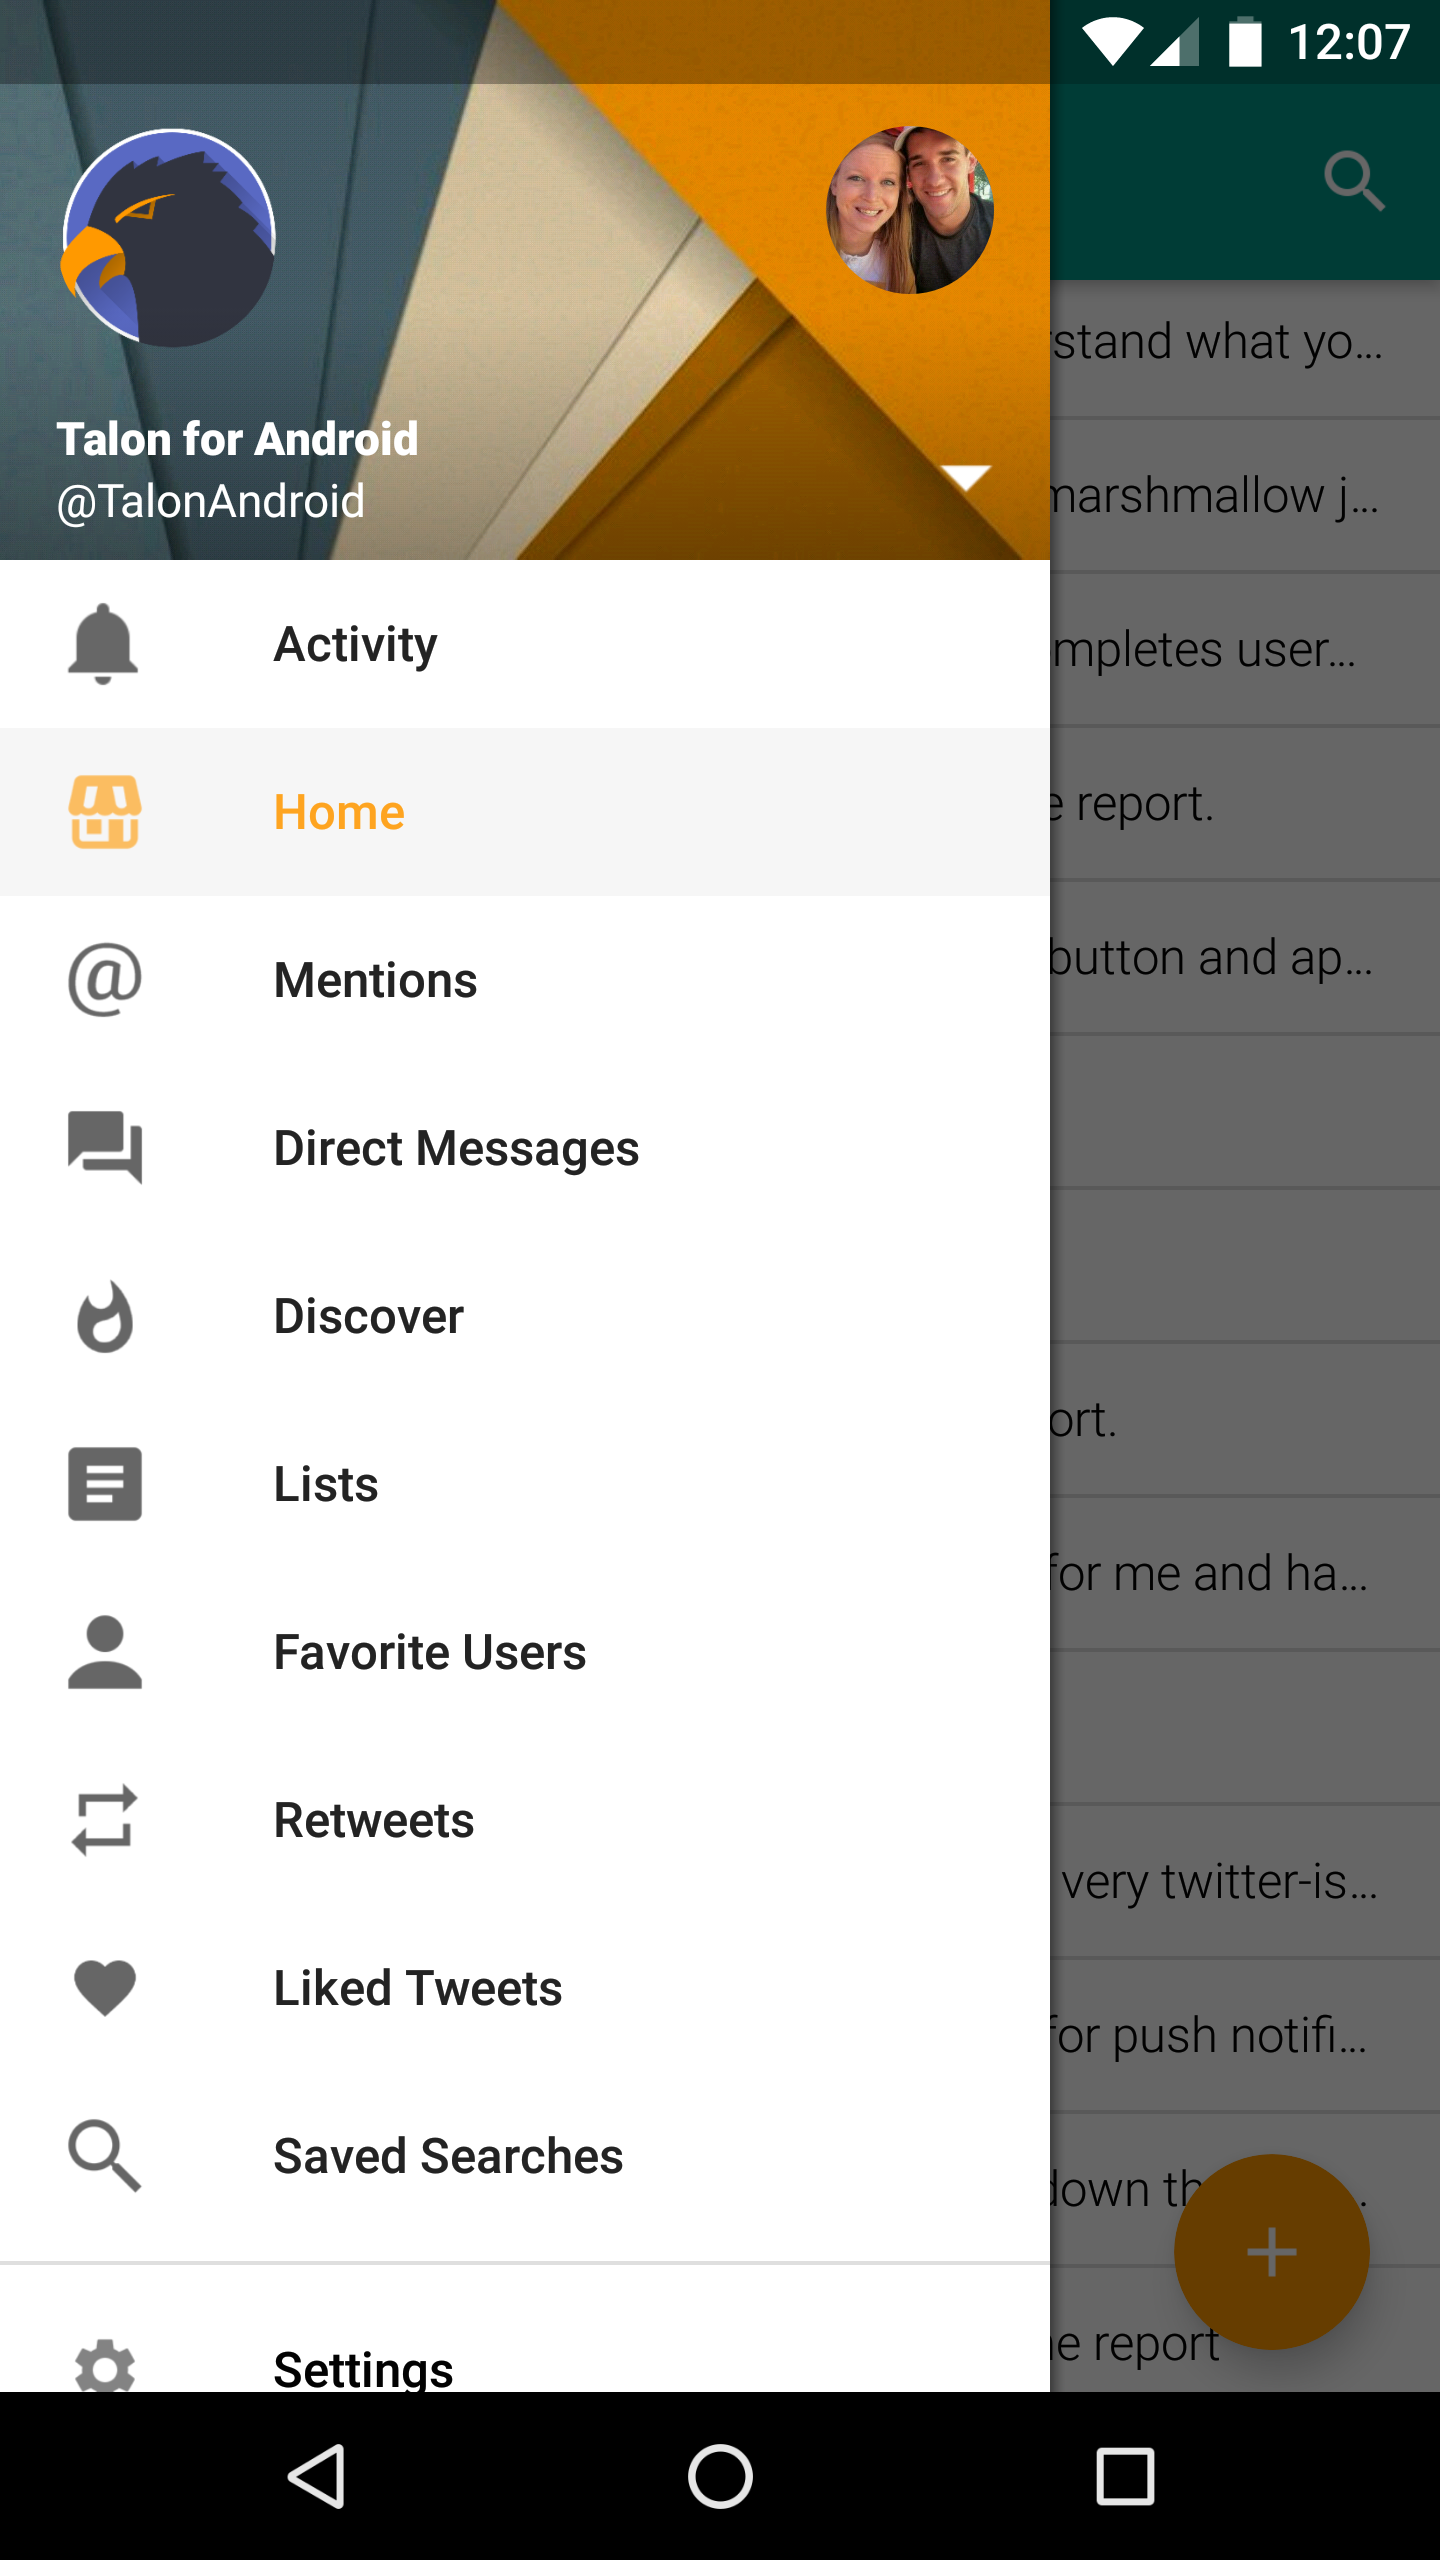 12:07
Talon for Android
@TalonAndroid
Activity
Home
Mentions
Direct Messages
Discover
Lists
Favorite Users
Retweets
Liked Tweets
Saved Searches
Settings
stand what yo...
marshmallow j...
mpletes user...
e report.
button and ap...
ort.
for me and ha...
very twitter-is...
for push notifi...
down th
e report